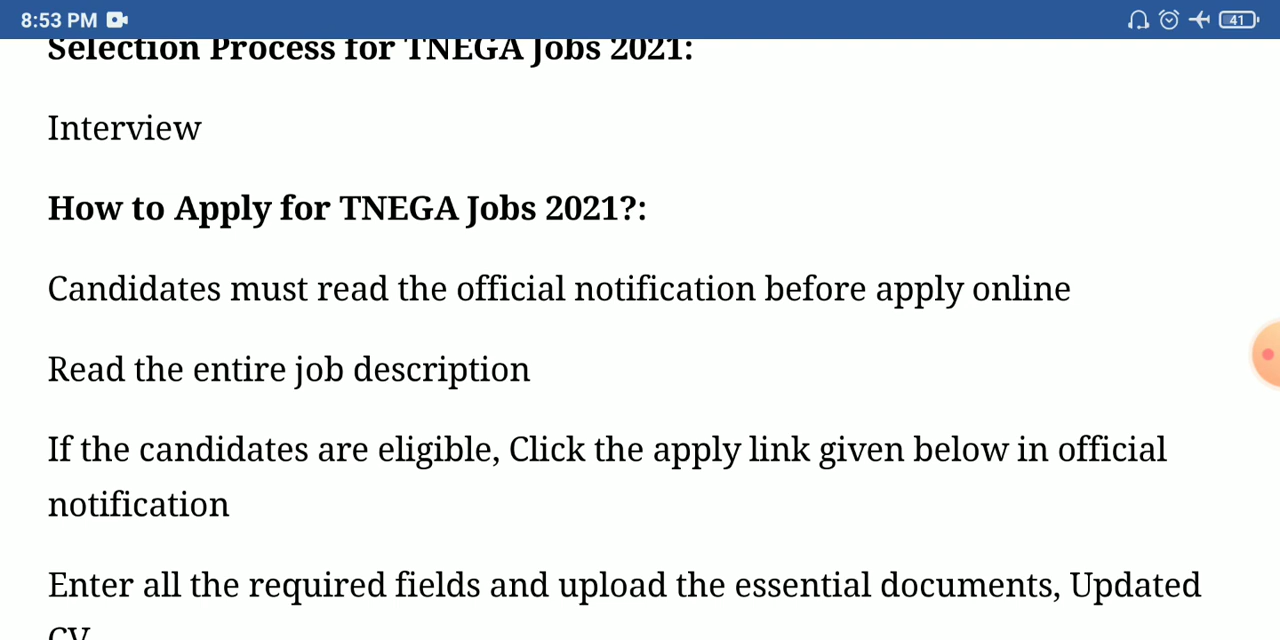 8:53 PM
41
Selection Process for TNEGA Jobs 2021:
Interview
How to Apply for TNEGA Jobs 2021?:
Candidates must read the official notification before apply online
Read the entire job description
If the candidates are eligible, Click the apply link given below in official
notification
Enter all the required fields and upload the essential documents, Updated
CV